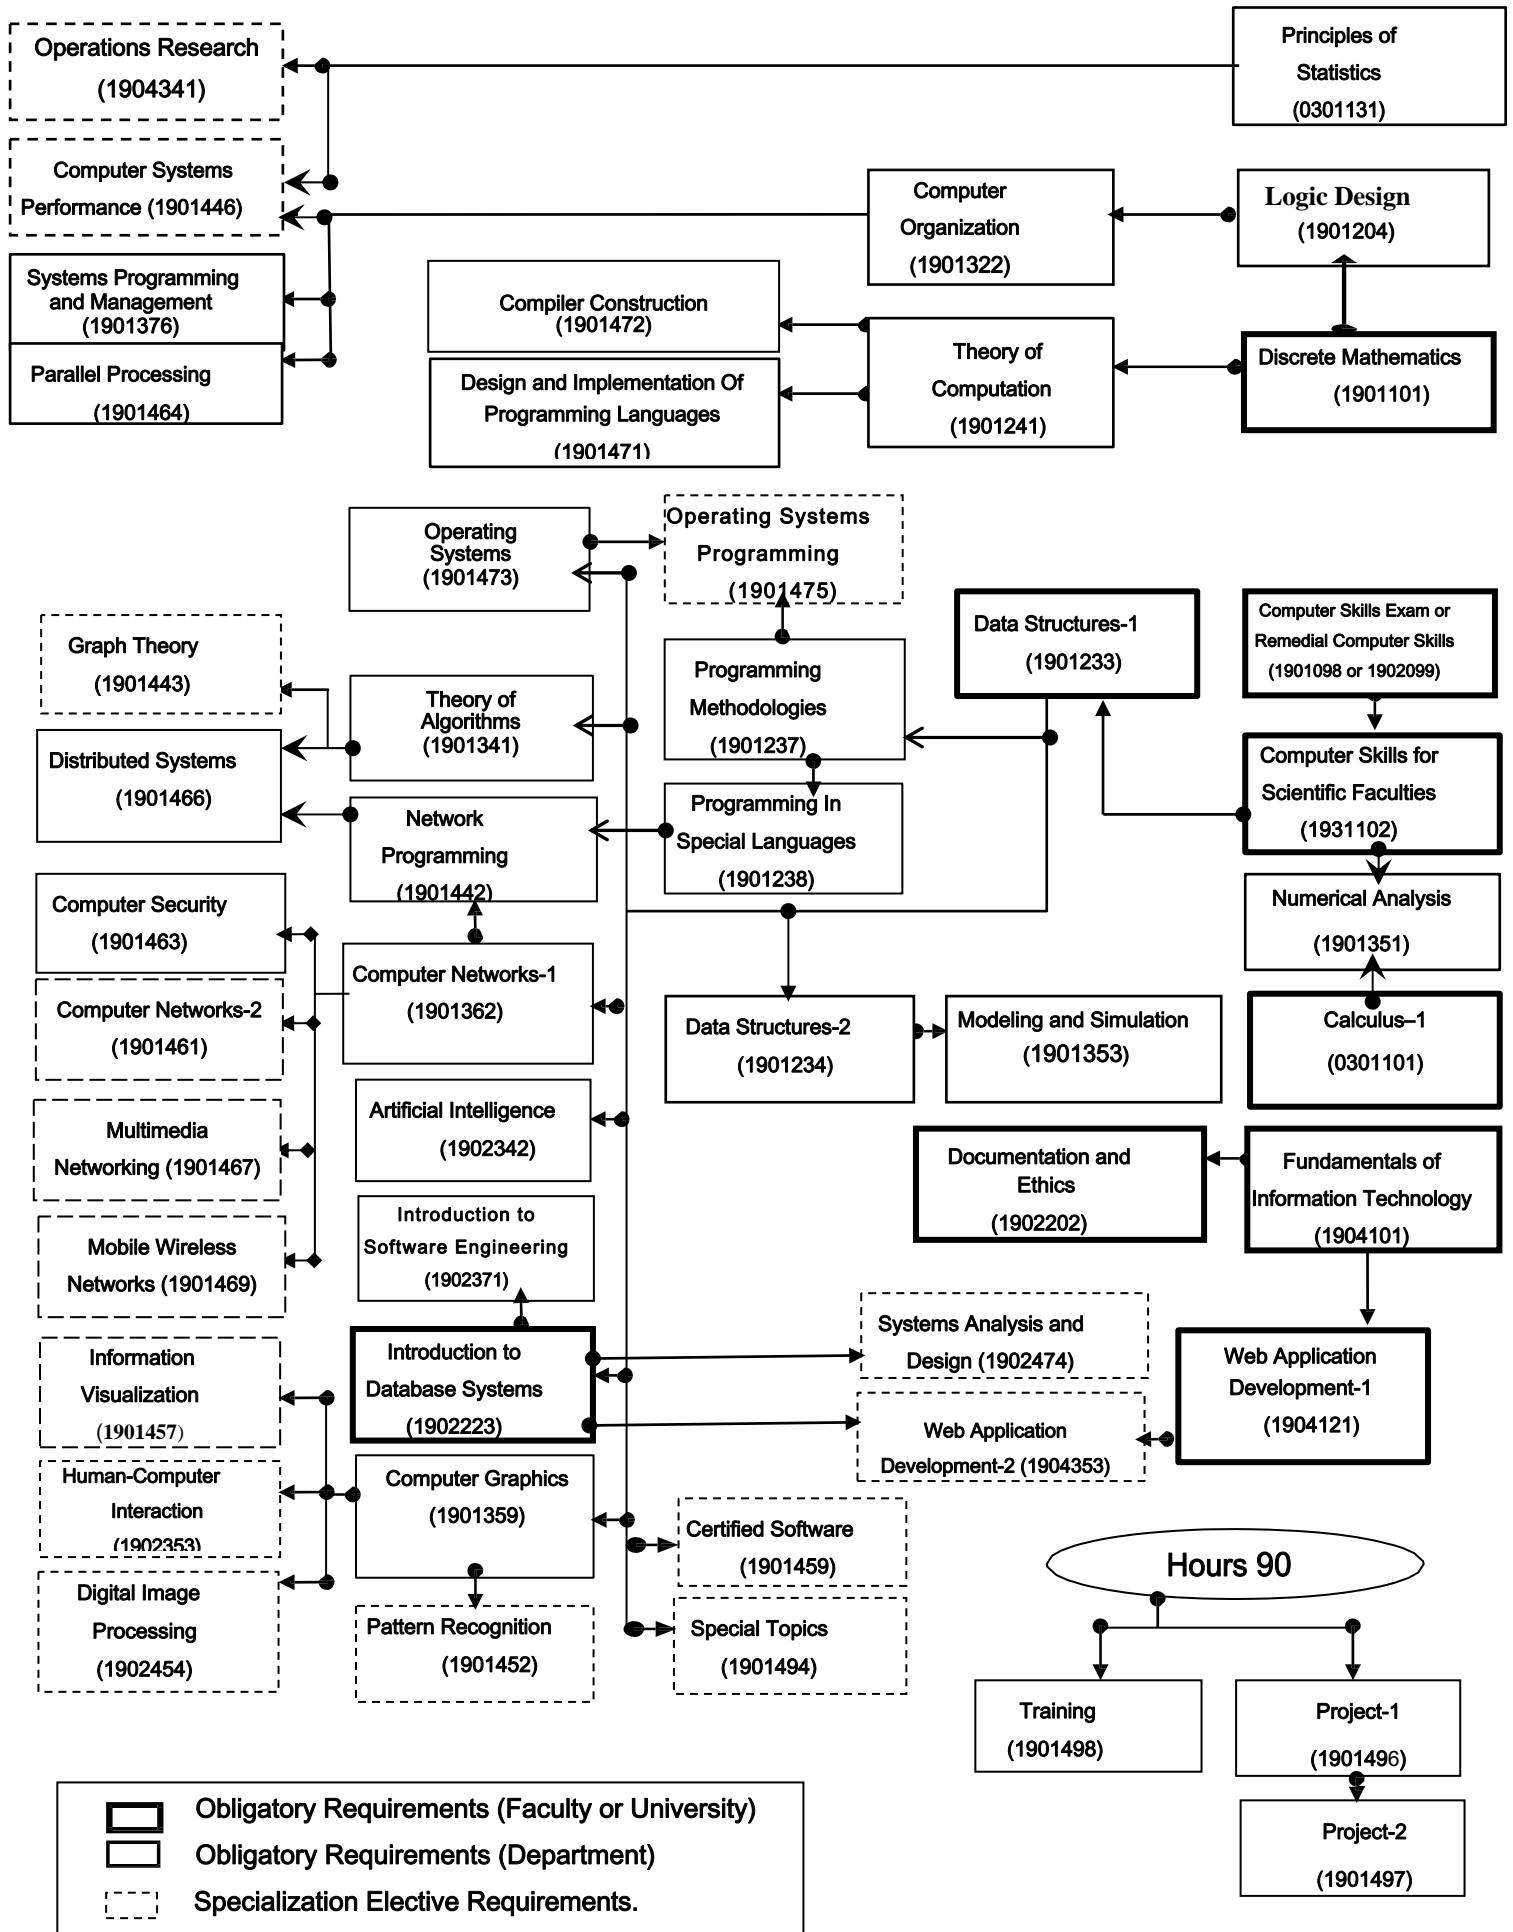 Operations Research
(1904341)
Principles of
Statistics
(0301131)
Computer Systems
Performance (1901446)
Computer
Organization
(1901322)
Logic Design
(1901204)
Systems Programming
and Management
(1901376)
Parallel Processing
(1901464)
Compiler Construction
(1901472)
Design and Implementation Of
Programming Languages
(1901471)
Theory of
Computation
(1901241)
Discrete Mathematics
(1901101)
Operating
Systems
(1901473)
Operating Systems
Programming
(1901475)
Data Structures-1
(1901233)
Computer Skills Exam or
Remedial Computer Skills
(1901098 or 1902099)
Graph Theory
(1901443)
Theory of
Algorithms
(1901341)
Programming
Methodologies
(1901237)
Distributed Systems
(1901466)
Computer Skills for
Scientific Faculties
(1931102)
Network
Programming
(1901442)
Programming In
Special Languages
(1901238)
Computer Security
(1901463)
Numerical Analysis
(1901351)
Computer Networks-1
(1901362)
Computer Networks-2
(1901461)
Data Structures-2
(1901234)
Modeling and Simulation
(1901353)
Calculus–1
(0301101)
Artificial Intelligence
(1902342)
Multimedia
Networking (1901467)
Documentation and
Ethics
(1902202)
Fundamentals of
Information Technology
(1904101)
Introduction to
Software Engineering
(1902371)
Mobile Wireless
Networks (1901469)
Information
Visualization
(1901457)
Introduction to
Database Systems
(1902223)
Systems Analysis and
Design (1902474)
Web Application
Development-1
(1904121)
Web Application
Development-2 (1904353)
Human-Computer
Interaction
(1902353)
Computer Graphics
(1901359)
Certified Software
(1901459)
Hours 90
Digital Image
Processing
(1902454)
Pattern Recognition
(1901452)
Special Topics
(1901494)
Training
(1901498)
Project-1
(1901496)
Project-2
(1901497)
Obligatory Requirements (Faculty or University)
Obligatory Requirements (Department)
Specialization Elective Requirements.